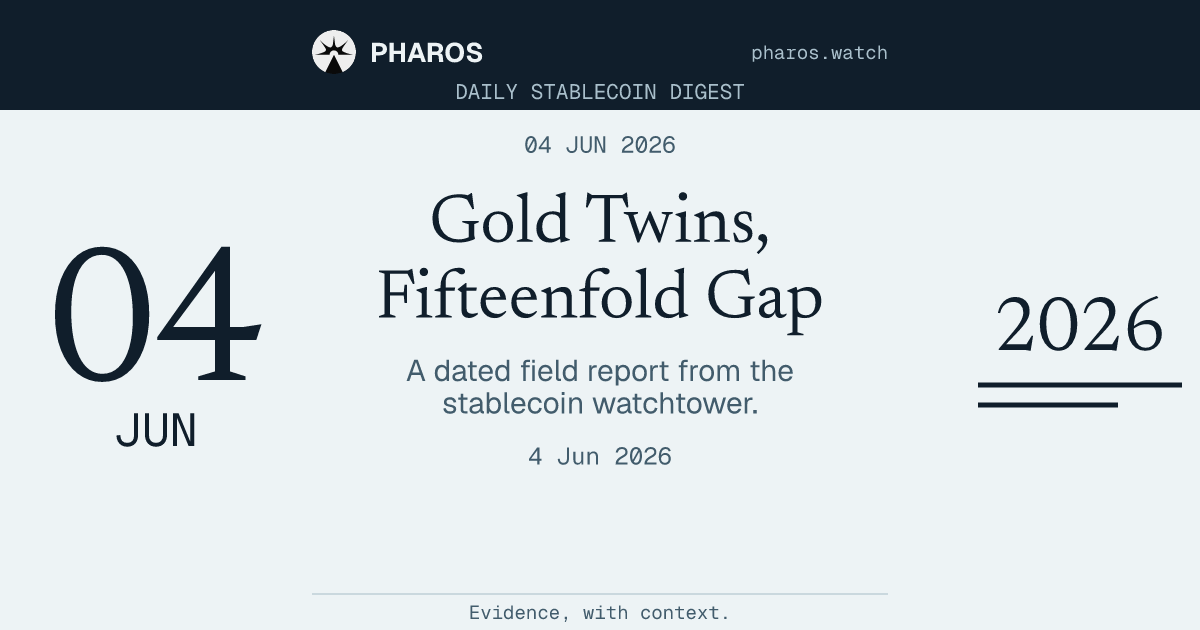 PHAROS
pharos.watch
DAILY STABLECOIN DIGEST
04 JUN 2026
Gold Twins,
Fifteenfold Gap
A dated field report from the
stablecoin watchtower.
4 Jun 2026
04
JUN
2026
Evidence, with context.